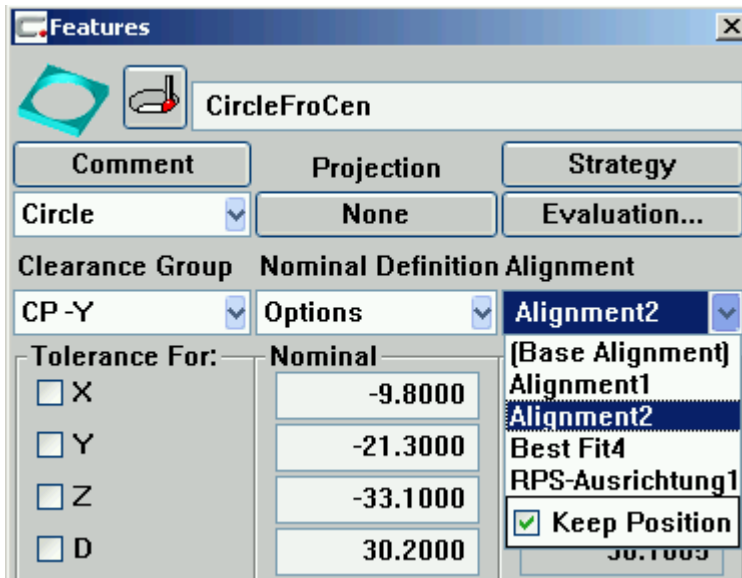 Features
CircleFroCen
Comment Projection Strategy
Circle None Evaluation...
Clearance Group Nominal Definition Alignment
CP -Y Options Alignment2
Tolerance For: Nominal (Base Alignment)
X -9.8000 Alignment1
Alignment2
Y -21.3000 Best Fit4
RPS-Ausrichtung1
Z -33.1000 Keep Position
D 30.2000